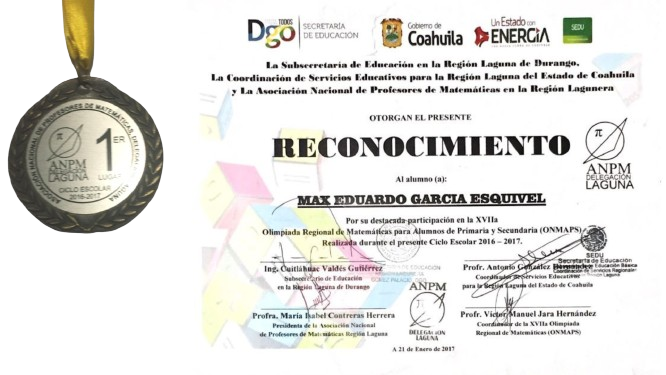 ASOCIACIÓN NACIONAL DE PROFESORES DE MATEMÁTICAS, DELEGACIÓN LAGUNA
π
ANPM
DELEGACIÓN
LAGUNA
1ER
LUGAR
CICLO ESCOLAR
2016-2017
TODOS
Dgo
SECRETARÍA
DE EDUCACIÓN
Gobierno de
Coahuila
Un Estado con
ENERGÍA
SEDU
La Subsecretaría de Educación en la Región Laguna de Durango.
La Coordinación de Servicios Educativos para la Región Laguna del Estado de Coahuila
y La Asociación Nacional de Profesores de Matemáticas en la Región Lagunera
OTORGAN EL PRESENTE
RECONOCIMIENTO
π
ANPM
DELEGACIÓN
LAGUNA
Al alumno (a):
MAX EDUARDO GARCIA ESQUIVEL
Por su destacada participación en la XVIIa
Olimpiada Regional de Matemáticas para Alumnos de Primaria y Secundaria (ONMAPS)
Realizada durante el presente Ciclo Escolar 2016 – 2017.
Ing. Cuitláhuac Valdés Gutiérrez
Subsecretario de Educación
en la Región Laguna de Durango
SEDU
Secretaría de Educación
Profr. Antonio González
Coordinador de Servicios Educativos
para la Región Laguna del Estado de Coahuila
ANPM
π
DELEGACIÓN
LAGUNA
Profra. María Isabel Contreras Herrera
Presidenta de la Asociación Nacional
de Profesores de Matemáticas Región Laguna
Profr. Víctor Manuel Jara Hernández
Coordinador de la XVIIa Olimpiada
Regional de Matemáticas (ONMAPS)
A 21 de Enero de 2017